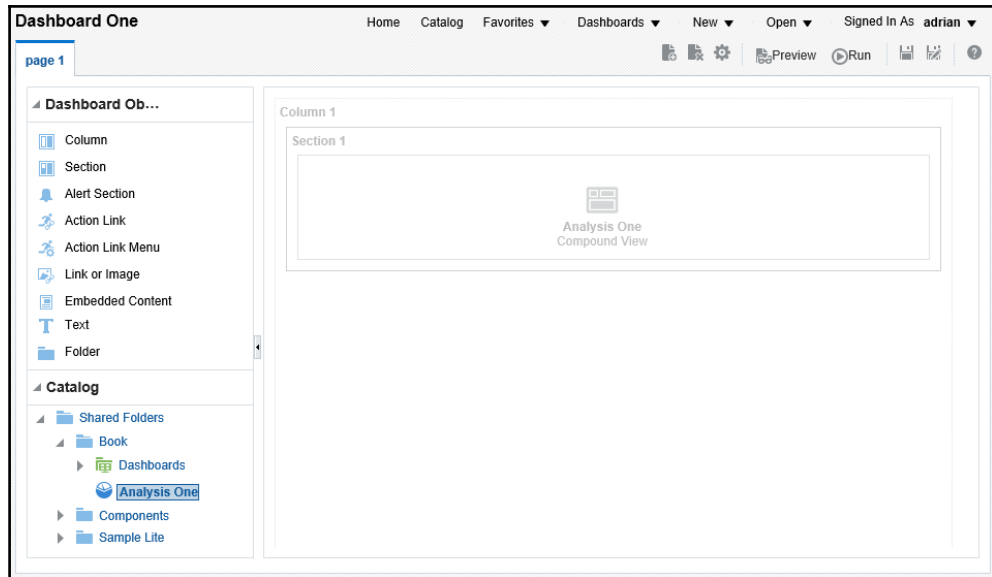 Dashboard One
Home Catalog Favorites Dashboards New Open Signed In As adrian
page 1
Preview Run
Dashboard Ob...
Column
Section
Alert Section
Action Link
Action Link Menu
Link or Image
Embedded Content
Text
Folder
Catalog
Shared Folders
Book
Dashboards
Analysis One
Components
Sample Lite
Column 1
Section 1
Analysis One
Compound View